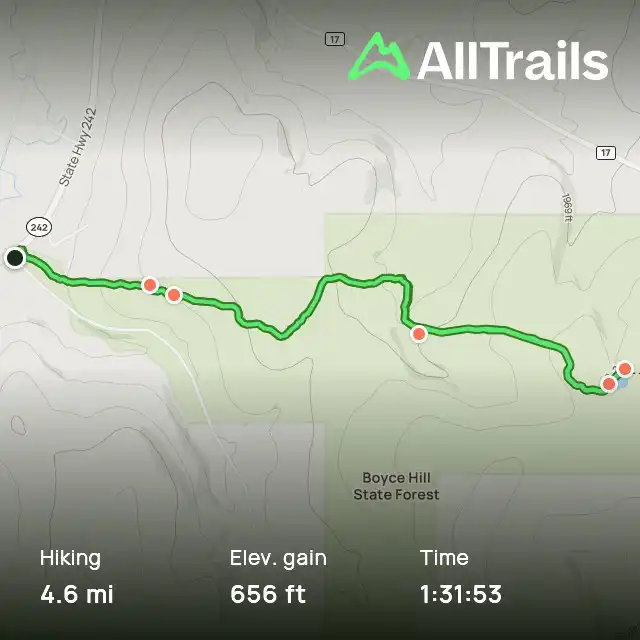 17
AllTrails
State Hwy 242
17
1969 ft
242
Boyce Hill
State Forest
Hiking
Elev. gain
Time
4.6 mi
656 ft
1:31:53